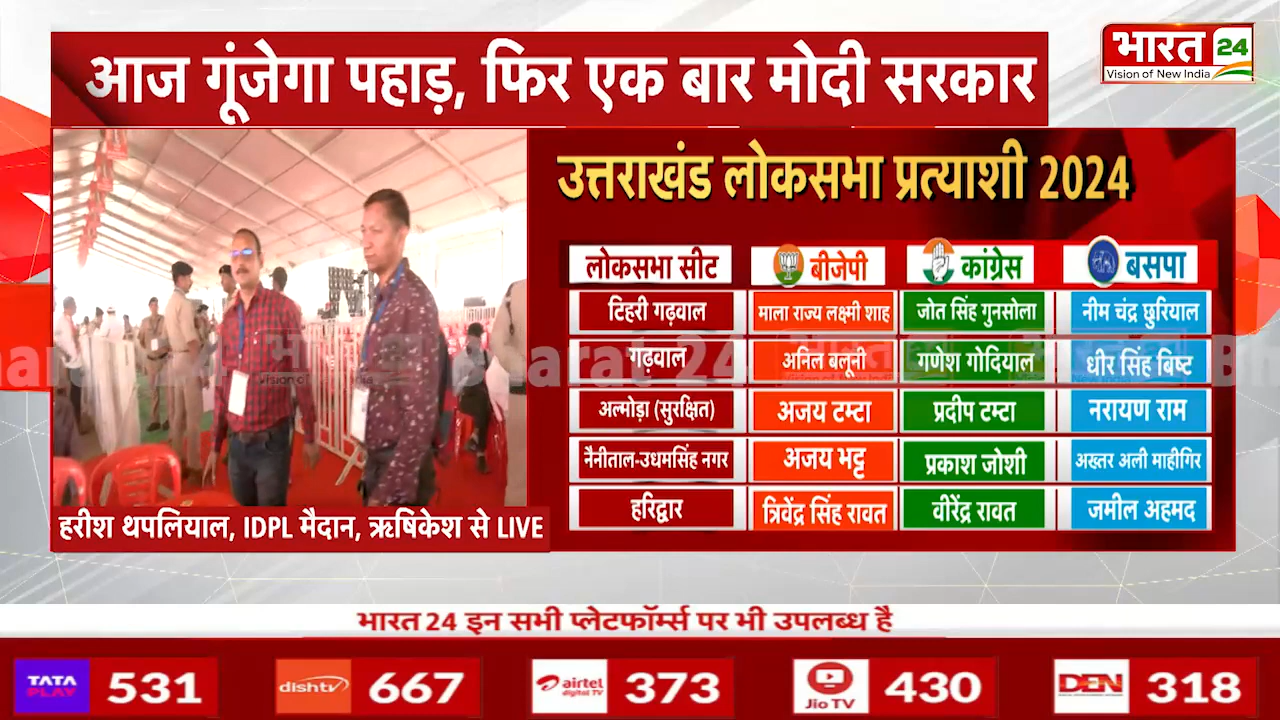 आज गूंजेगा पहाड़, फिर एक बार मोदी सरकार
भारत 24
Vision of New India
उत्तराखंड लोकसभा प्रत्याशी 2024
लोकसभा सीट बीजेपी कांग्रेस बसपा
टिहरी गढ़वाल माला राज्य लक्ष्मी शाह जोत सिंह गुनसोला नीम चंद्र छुरियाल
गढ़वाल अनिल बलूनी गणेश गोदियाल धीर सिंह बिष्ट
अल्मोड़ा (सुरक्षित) अजय टम्टा प्रदीप टम्टा नारायण राम
नैनीताल-उधमसिंह नगर अजय भट्ट प्रकाश जोशी अख्तर अली माहीगिर
हरिद्वार त्रिवेंद्र सिंह रावत वीरेंद्र रावत जमील अहमद
Bharat 24
हरीश थपलियाल, IDPL मैदान, ऋषिकेश से LIVE
भारत 24 इन सभी प्लेटफॉर्म्स पर भी उपलब्ध है
TATA PLAY 531 dishtv 667 airtel digital TV 373 JioTV 430 DEN 318